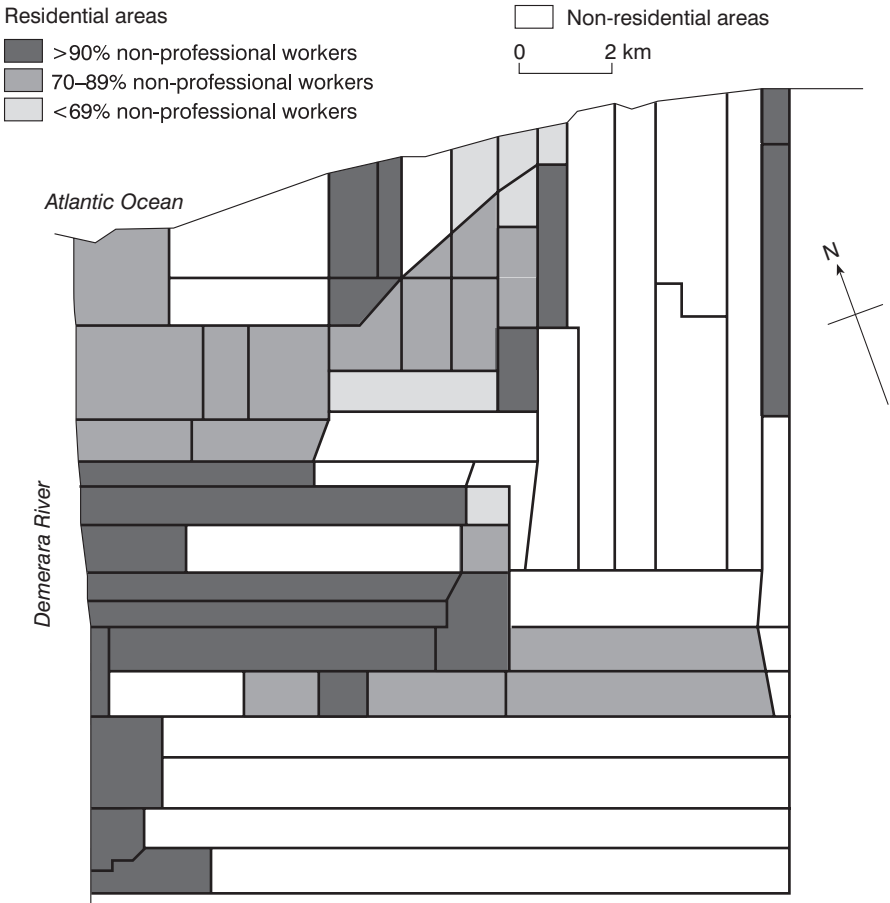 Residential areas
>90% non-professional workers
70–89% non-professional workers
<69% non-professional workers
Non-residential areas
0 2 km
Atlantic Ocean
N
Demerara River